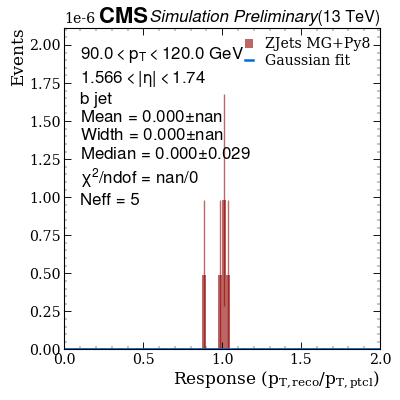 1e-6 CMS Simulation Preliminary (13 TeV)
Events
2.00
1.75
1.50
1.25
1.00
0.75
0.50
0.25
0.00
90.0 < p_T < 120.0 GeV
1.566 < |η| < 1.74
b jet
Mean = 0.000±nan
Width = 0.000±nan
Median = 0.000±0.029
χ²/ndof = nan/0
Neff = 5
ZJets MG+Py8
Gaussian fit
0.0 0.5 1.0 1.5 2.0
Response (p_T,reco/p_T,ptcl)